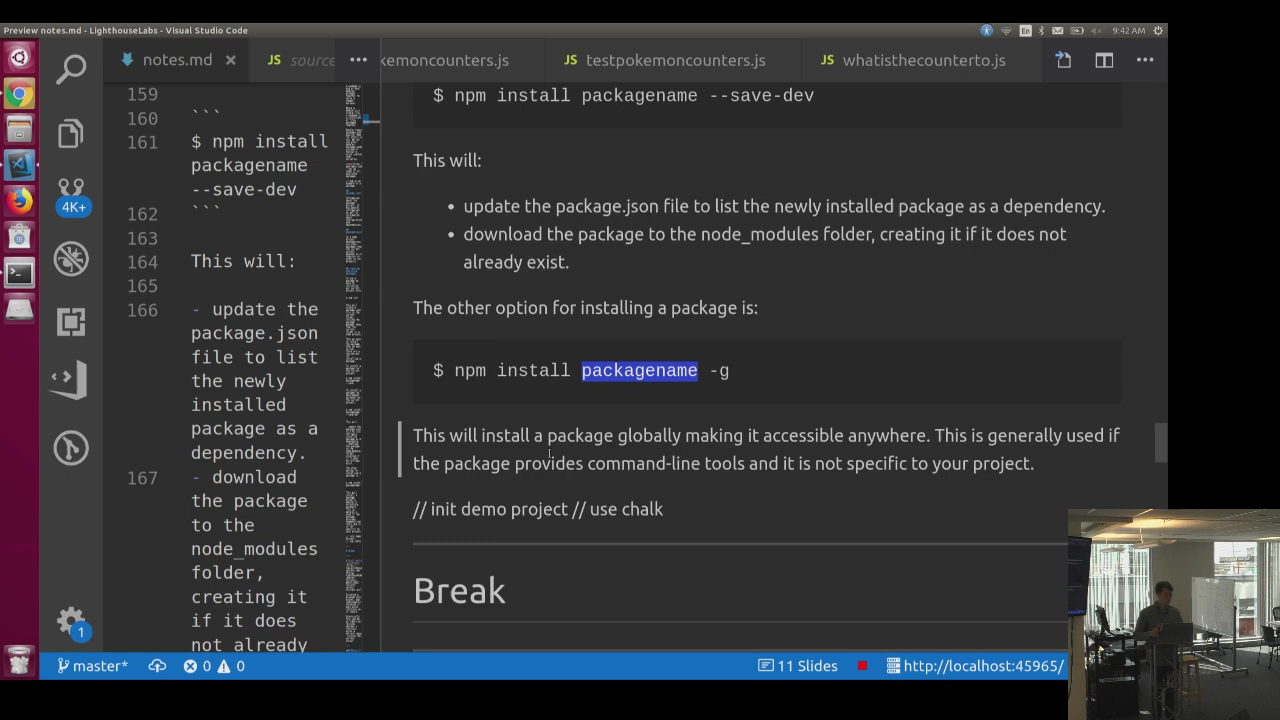 Preview notes.md - LighthouseLabs - Visual Studio Code
En
9:42 AM
notes.md
JS source
kemoncounters.js
JS testpokemoncounters.js
JS whatisthecounterto.js
4K+
1
159
160 ```
161 $ npm install
packagename
--save-dev
162 ```
163
164 This will:
165
166 - update the
package.json
file to list
the newly
installed
package as a
dependency.
167 - download
the package
to the
node_modules
folder,
creating it
if it does
not already
$ npm install packagename --save-dev
This will:
• update the package.json file to list the newly installed package as a dependency.
• download the package to the node_modules folder, creating it if it does not
already exist.
The other option for installing a package is:
$ npm install packagename -g
This will install a package globally making it accessible anywhere. This is generally used if
the package provides command-line tools and it is not specific to your project.
// init demo project // use chalk
Break
master*
0
0
11 Slides
http://localhost:45965/